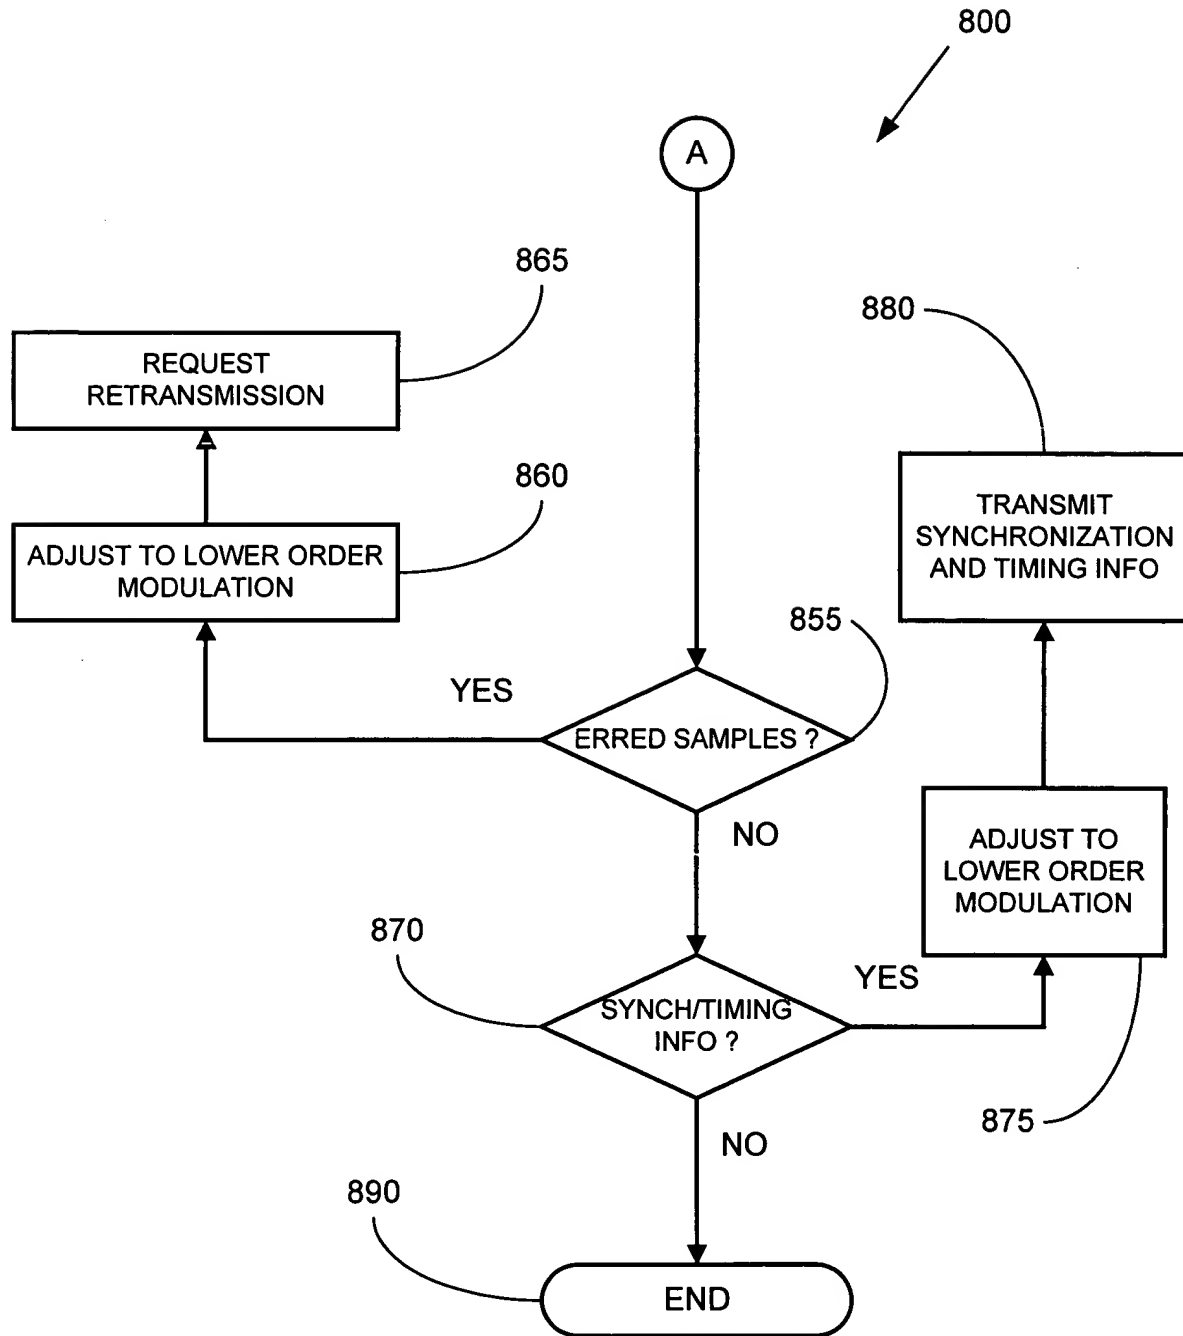 800
A
865
880
REQUEST
RETRANSMISSION
860
TRANSMIT
SYNCHRONIZATION
AND TIMING INFO
ADJUST TO LOWER ORDER
MODULATION
855
YES
ERRED SAMPLES ?
NO
ADJUST TO
LOWER ORDER
MODULATION
870
YES
SYNCH/TIMING
INFO ?
875
NO
890
END